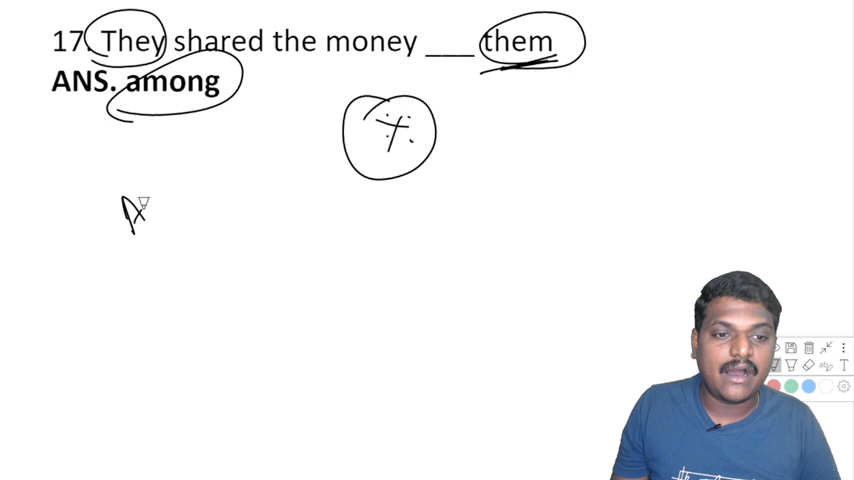 17. They shared the money ___ them
ANS. among